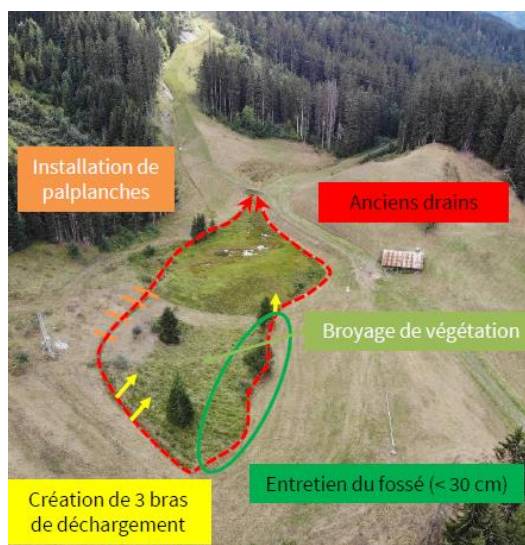 Installation de
palplanches
Anciens drains
Broyage de végétation
Entretien du fossé (< 30 cm)
Création de 3 bras
de déchargement